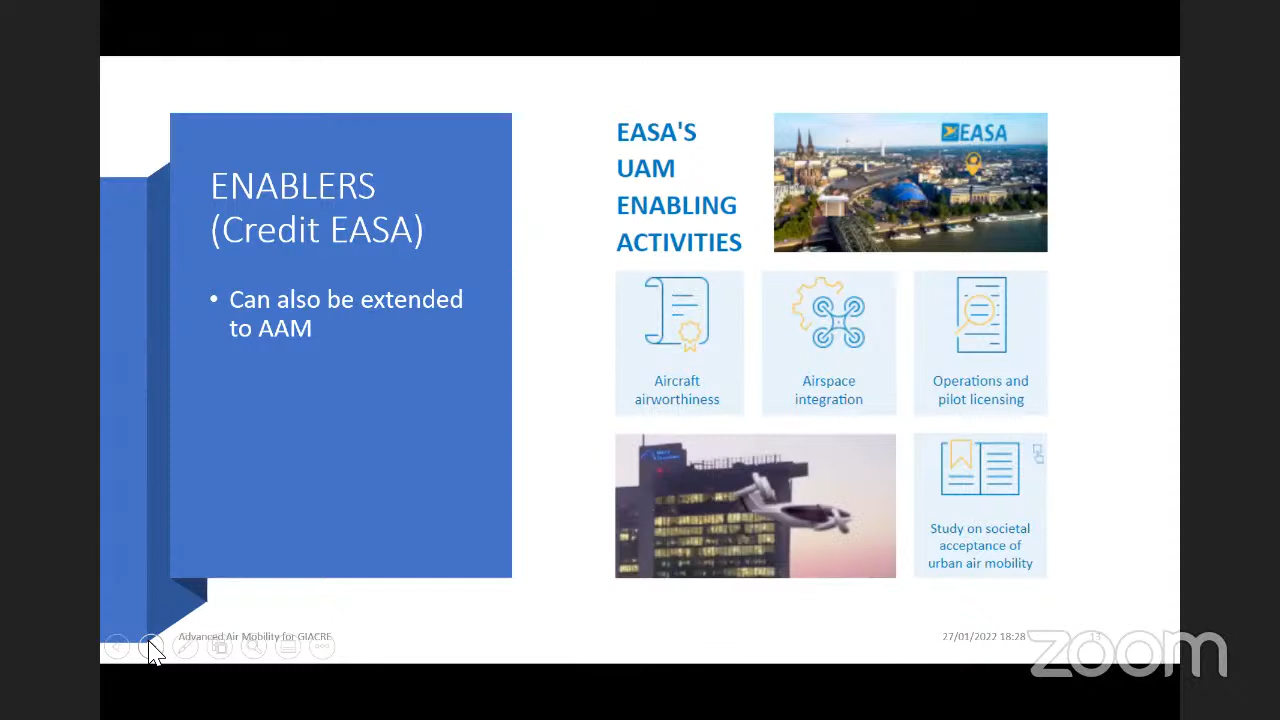 ENABLERS
(Credit EASA)
• Can also be extended
to AAM
EASA'S
UAM
ENABLING
ACTIVITIES
EASA
Aircraft
airworthiness
Airspace
integration
Operations and
pilot licensing
Study on societal
acceptance of
urban air mobility
Advanced Air Mobility for GIACRE
27/01/2022 18:28
13
zoom